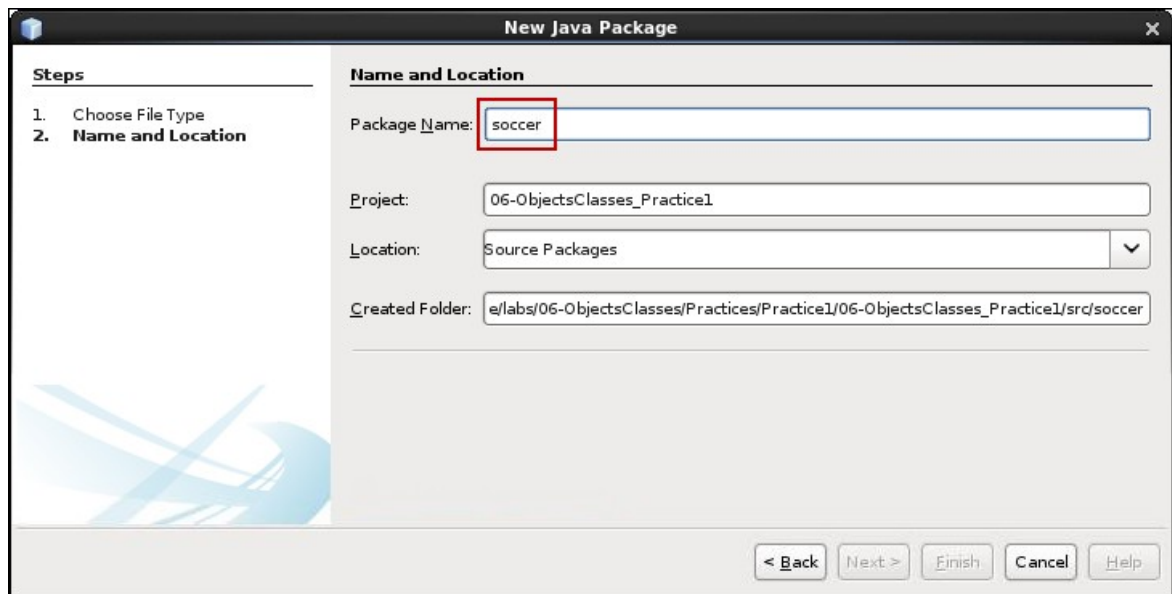 New Java Package
Steps
1. Choose File Type
2. Name and Location
Name and Location
Package Name: soccer
Project: 06-ObjectsClasses_Practice1
Location: Source Packages
Created Folder: e/labs/06-ObjectsClasses/Practices/Practice1/06-ObjectsClasses_Practice1/src/soccer
< Back Next > Finish Cancel Help